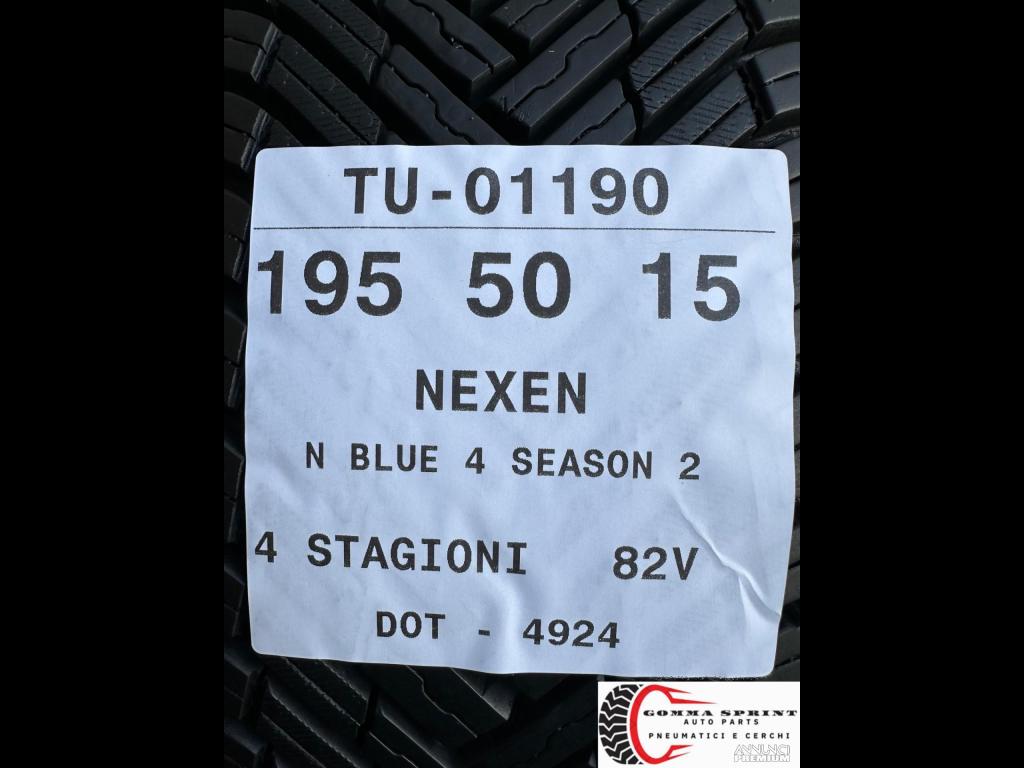 TU-01190
195 50 15
NEXEN
N BLUE 4 SEASON 2
4 STAGIONI 82V
DOT - 4924
GOMMA SPRINT
AUTO PARTS
PNEUMATICI E CERCHI
ANNUNCI
PREMIUM